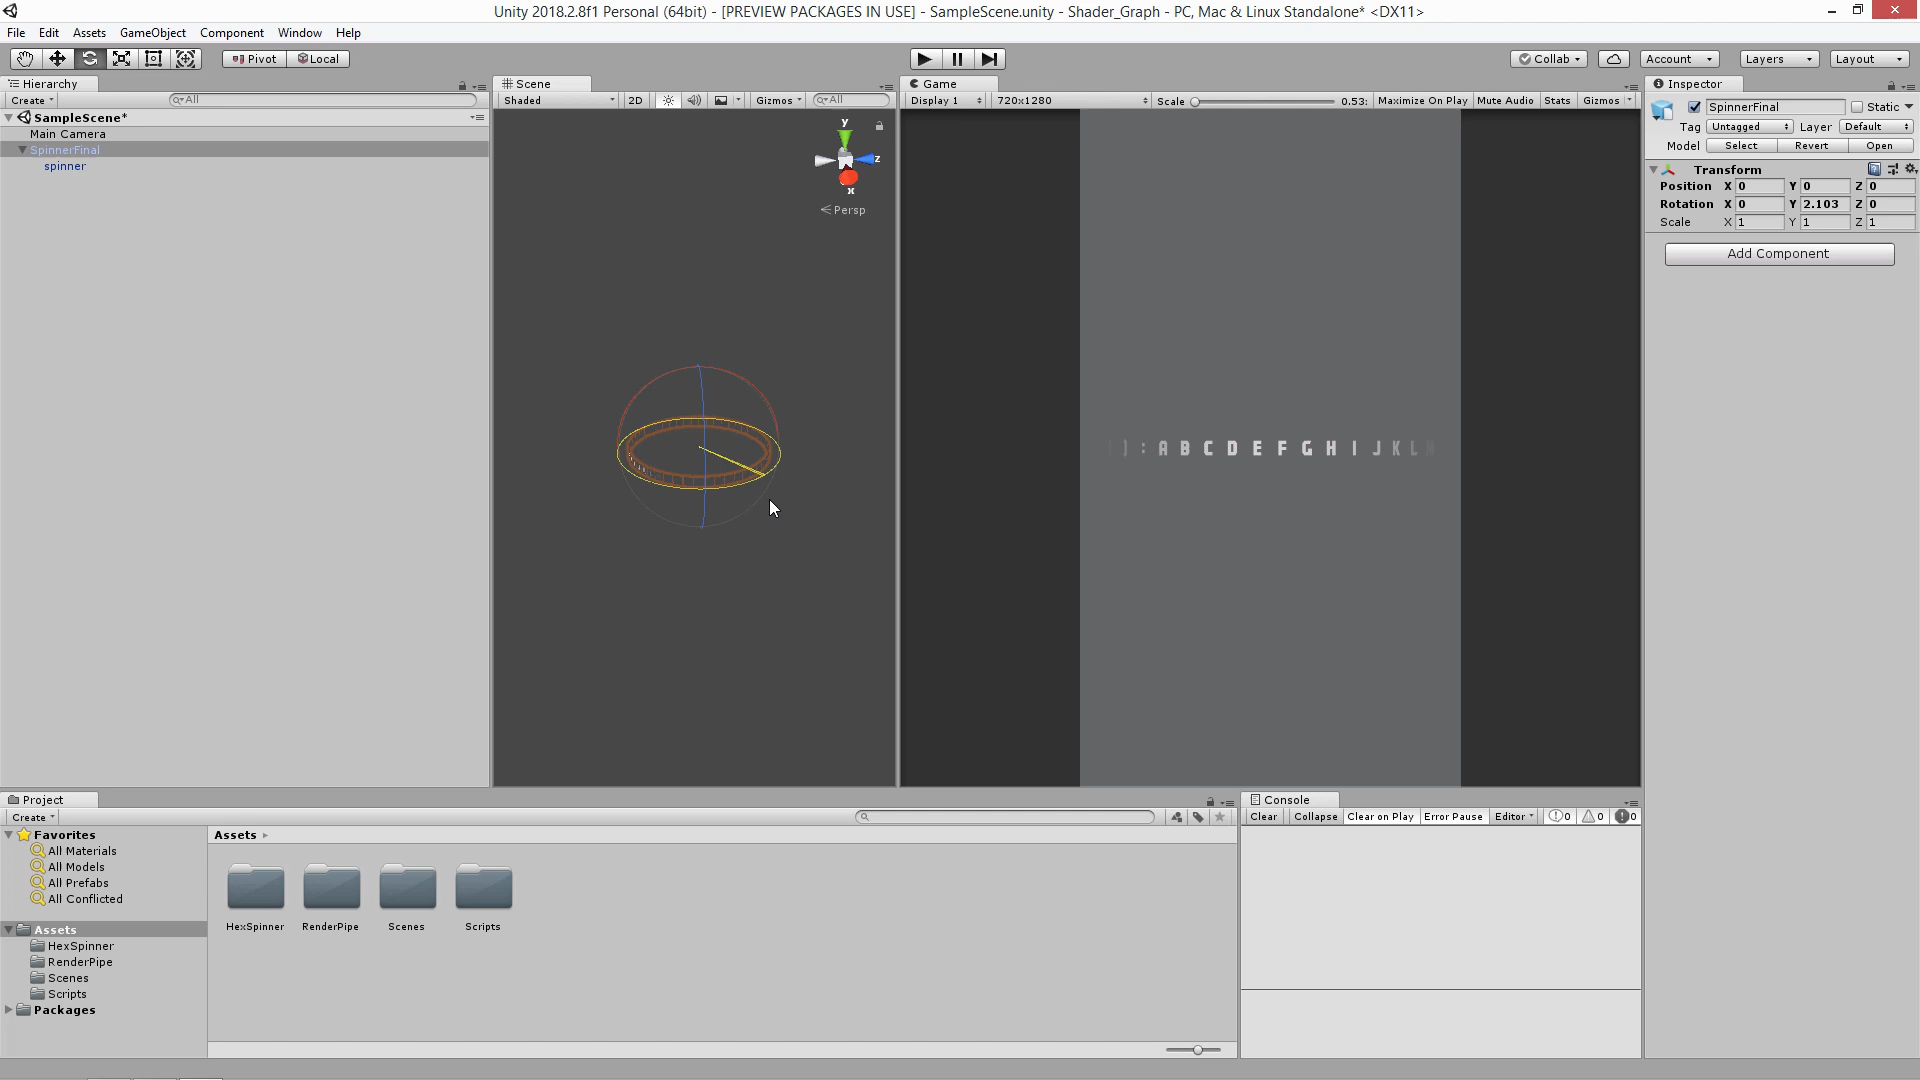 Unity 2018.2.8f1 Personal (64bit) - [PREVIEW PACKAGES IN USE] - SampleScene.unity - Shader_Graph - PC, Mac & Linux Standalone* <DX11>
File Edit Assets GameObject Component Window Help
Pivot Local Collab Account Layers Layout
Hierarchy
Create All
SampleScene*
Main Camera
SpinnerFinal
spinner
Scene
Shaded 2D Gizmos All
y
z
x
Persp
Game
Display 1 720x1280 Scale 0.53: Maximize On Play Mute Audio Stats Gizmos
] : A B C D E F G H I J K L
Inspector
SpinnerFinal Static
Tag Untagged Layer Default
Model Select Revert Open
Transform
Position X 0 Y 0 Z 0
Rotation X 0 Y 2.103 Z 0
Scale X 1 Y 1 Z 1
Add Component
Project
Create
Favorites
All Materials
All Models
All Prefabs
All Conflicted
Assets
HexSpinner
RenderPipe
Scenes
Scripts
Packages
Assets
HexSpinner RenderPipe Scenes Scripts
Console
Clear Collapse Clear on Play Error Pause Editor 0 0 0